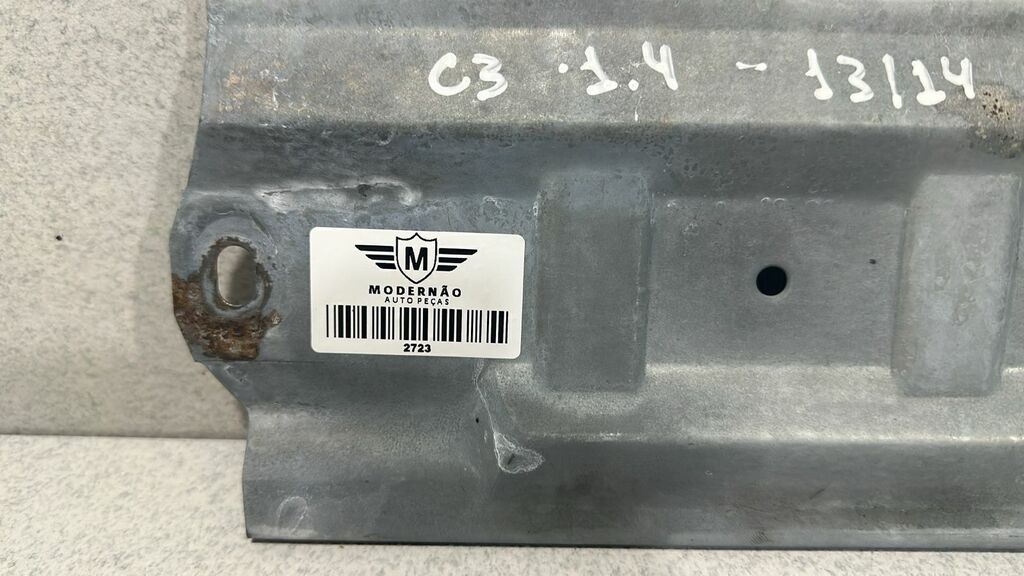 C3 .1.4 - 13/14
M
MODERNÃO
AUTO PEÇAS
2723